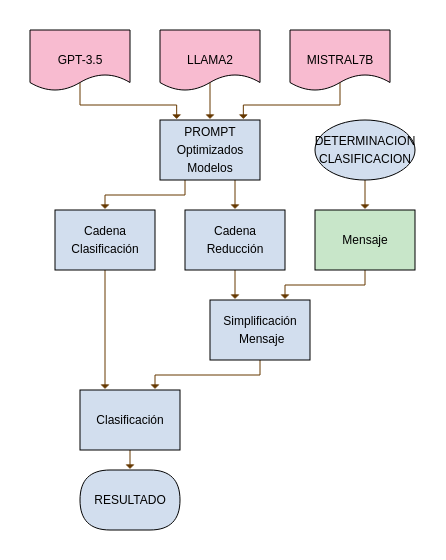 GPT-3.5
LLAMA2
MISTRAL7B
PROMPT
Optimizados
Modelos
DETERMINACION
CLASIFICACION
Cadena
Clasificación
Cadena
Reducción
Mensaje
Simplificación
Mensaje
Clasificación
RESULTADO